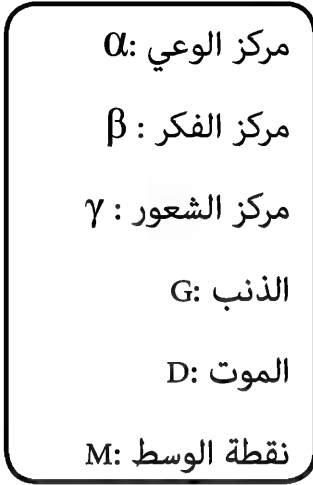 مركز الوعي :α
مركز الفكر : β
مركز الشعور : γ
الذنب :G
الموت :D
نقطة الوسط :M